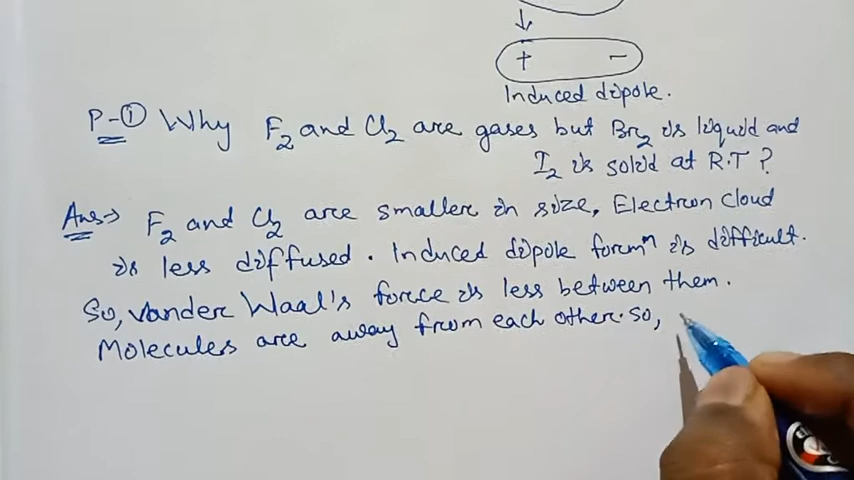 + −
Induced dipole.
P-① Why F₂ and Cl₂ are gases but Br₂ is liquid and
I₂ is solid at R.T ?
Ans→ F₂ and Cl₂ are smaller in size, Electron cloud
is less diffused. Induced dipole formⁿ is difficult.
So, Vander Waal's force is less between them.
Molecules are away from each other. So,